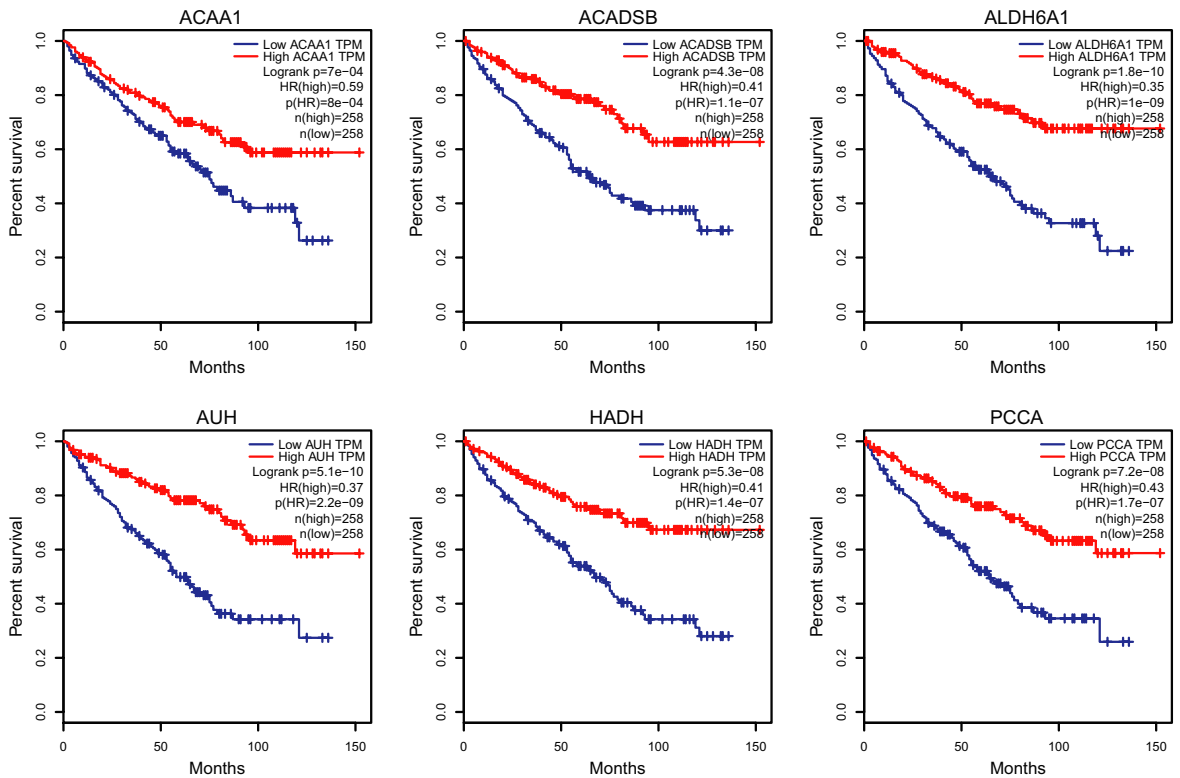 ACAA1
Low ACAA1 TPM
High ACAA1 TPM
Logrank p=7e−04
HR(high)=0.59
p(HR)=8e−04
n(high)=258
n(low)=258
Percent survival
0.0
0.2
0.4
0.6
0.8
1.0
0
50
100
150
Months
ACADSB
Low ACADSB TPM
High ACADSB TPM
Logrank p=4.3e−08
HR(high)=0.41
p(HR)=1.1e−07
n(high)=258
n(low)=258
Percent survival
0.0
0.2
0.4
0.6
0.8
1.0
0
50
100
150
Months
ALDH6A1
Low ALDH6A1 TPM
High ALDH6A1 TPM
Logrank p=1.8e−10
HR(high)=0.35
p(HR)=1e−09
n(high)=258
n(low)=258
Percent survival
0.0
0.2
0.4
0.6
0.8
1.0
0
50
100
150
Months
AUH
Low AUH TPM
High AUH TPM
Logrank p=5.1e−10
HR(high)=0.37
p(HR)=2.2e−09
n(high)=258
n(low)=258
Percent survival
0.0
0.2
0.4
0.6
0.8
1.0
0
50
100
150
Months
HADH
Low HADH TPM
High HADH TPM
Logrank p=5.3e−08
HR(high)=0.41
p(HR)=1.4e−07
n(high)=258
n(low)=258
Percent survival
0.0
0.2
0.4
0.6
0.8
1.0
0
50
100
150
Months
PCCA
Low PCCA TPM
High PCCA TPM
Logrank p=7.2e−08
HR(high)=0.43
p(HR)=1.7e−07
n(high)=258
n(low)=258
Percent survival
0.0
0.2
0.4
0.6
0.8
1.0
0
50
100
150
Months